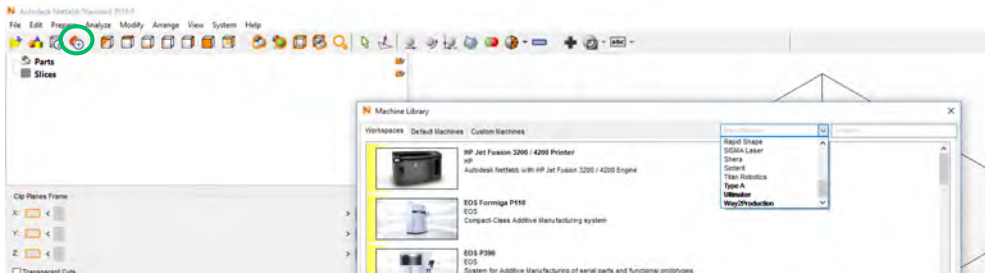 Autodesk Netfabb Standard 2018.0
File Edit Prepare Analyze Modify Arrange View System Help
abc
Parts
Slices
Machine Library
Workspaces Default Machines Custom Machines
HP Jet Fusion 3200 / 4200 Printer
HP
Autodesk Netfabb with HP Jet Fusion 3200 / 4200 Engine
EOS Formiga P110
EOS
Compact-Class Additive Manufacturing system
EOS P396
EOS
System for Additive Manufacturing of serial parts and functional prototypes.
Rapid Shape
SISMA Laser
Shera
Sinterit
Titan Robotics
Type A
Ultimaker
Way2Production
Clip Planes Frame
X: <
>
Y: <
>
Z: <
>
Transparent Cuts